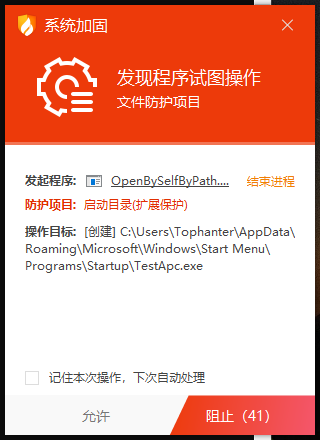 系统加固
发现程序试图操作
文件防护项目
发起程序: OpenBySelfByPath.... 结束进程
防护项目: 启动目录(扩展保护)
操作目标: [创建] C:\Users\Tophanter\AppData\
Roaming\Microsoft\Windows\Start Menu\
Programs\Startup\TestApc.exe
记住本次操作，下次自动处理
允许
阻止（41）